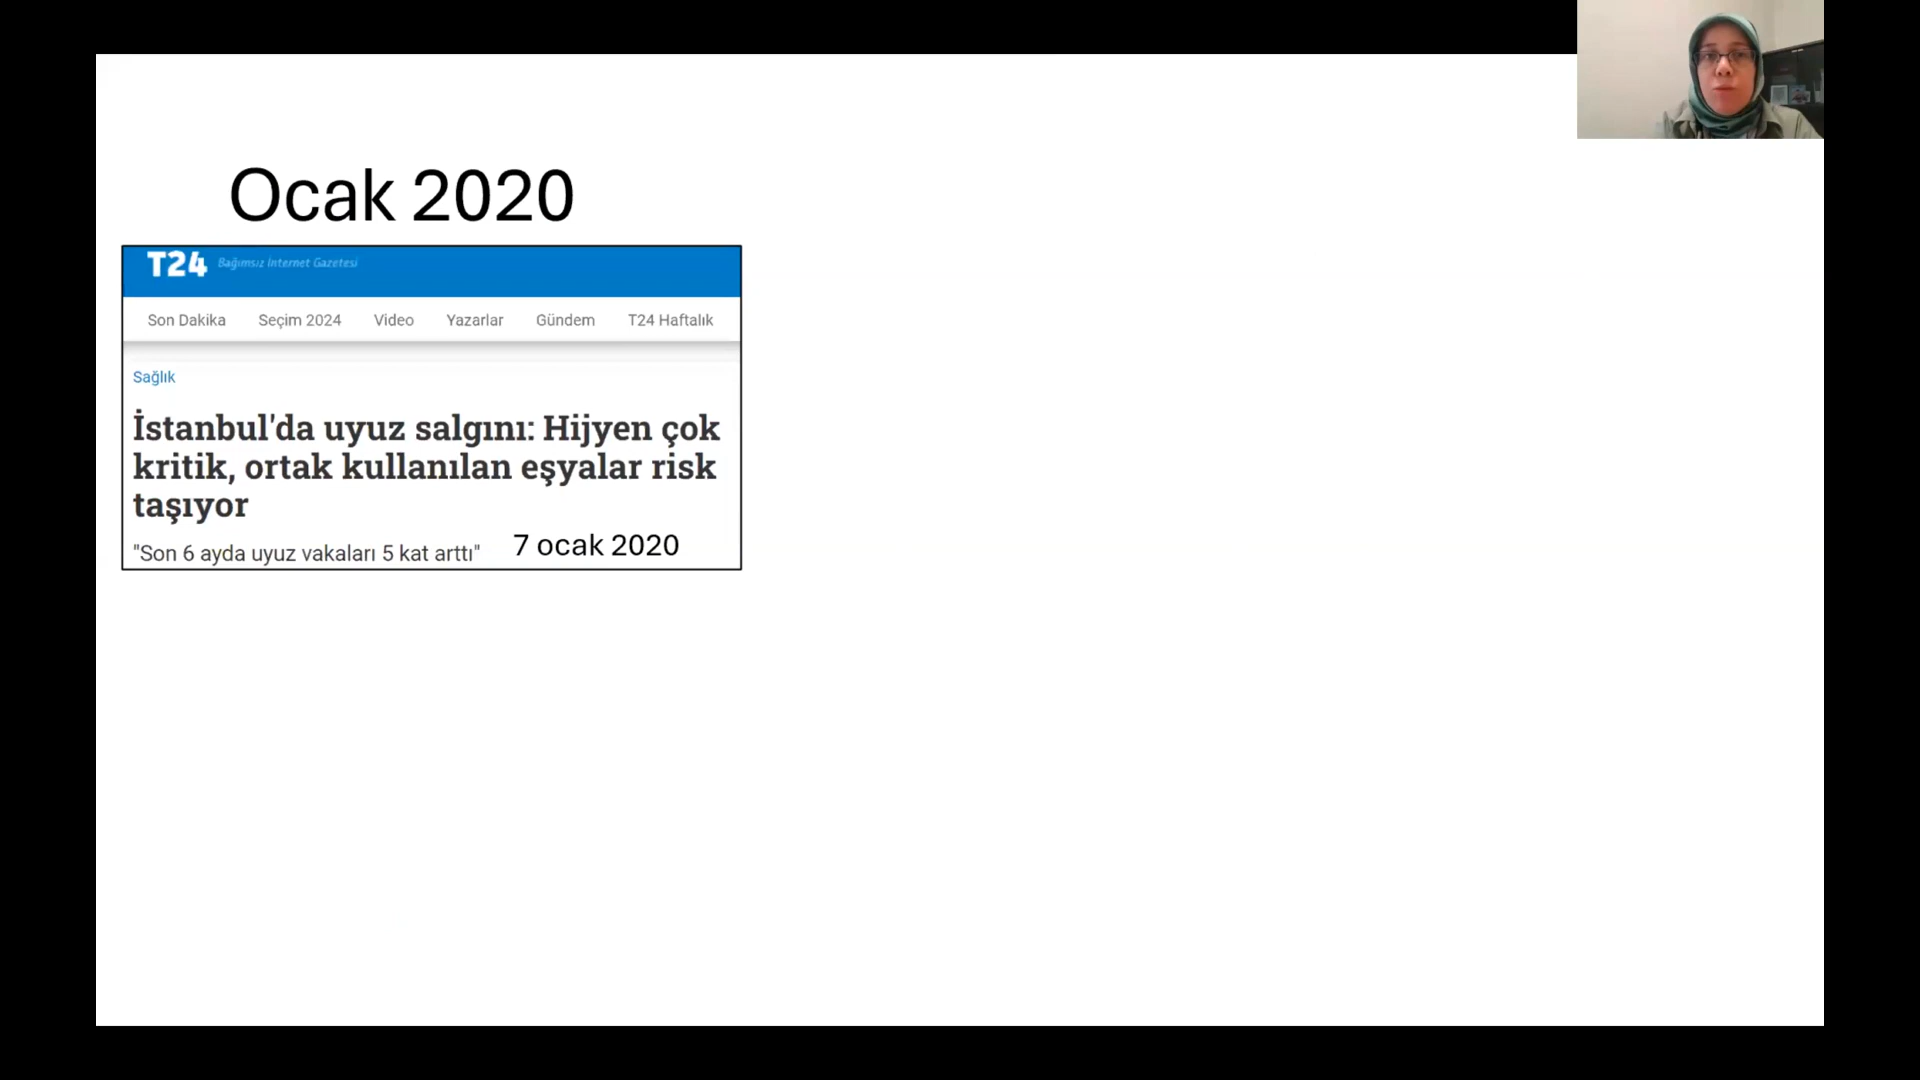 Ocak 2020
T24 Bağımsız İnternet Gazetesi
Son Dakika Seçim 2024 Video Yazarlar Gündem T24 Haftalık
Sağlık
İstanbul'da uyuz salgını: Hijyen çok
kritik, ortak kullanılan eşyalar risk
taşıyor
"Son 6 ayda uyuz vakaları 5 kat arttı" 7 ocak 2020